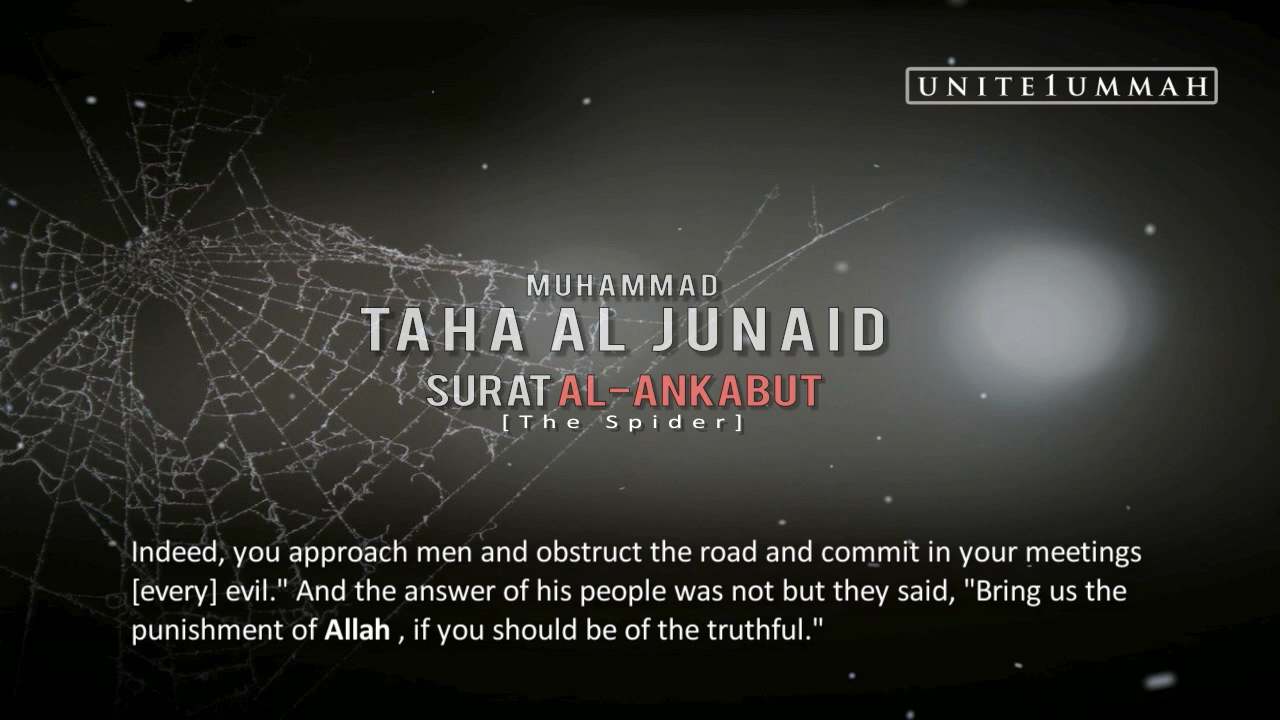 UNITE1UMMAH
MUHAMMAD
TAHA AL JUNAID
SURAT AL-ANKABUT
[The Spider]
Indeed, you approach men and obstruct the road and commit in your meetings
[every] evil." And the answer of his people was not but they said, "Bring us the
punishment of Allah , if you should be of the truthful."